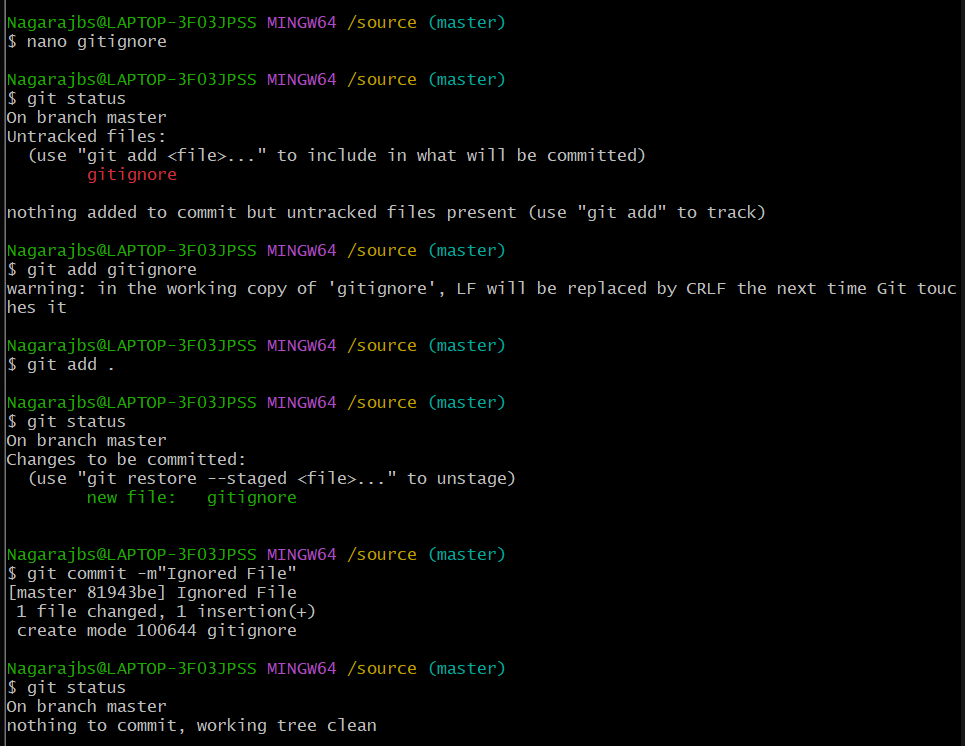 Nagarajbs@LAPTOP-3FO3JPSS MINGW64 /source (master)
$ nano gitignore
Nagarajbs@LAPTOP-3FO3JPSS MINGW64 /source (master)
$ git status
On branch master
Untracked files:
  (use "git add <file>..." to include in what will be committed)
        gitignore
nothing added to commit but untracked files present (use "git add" to track)
Nagarajbs@LAPTOP-3FO3JPSS MINGW64 /source (master)
$ git add gitignore
warning: in the working copy of 'gitignore', LF will be replaced by CRLF the next time Git touc
hes it
Nagarajbs@LAPTOP-3FO3JPSS MINGW64 /source (master)
$ git add .
Nagarajbs@LAPTOP-3FO3JPSS MINGW64 /source (master)
$ git status
On branch master
Changes to be committed:
  (use "git restore --staged <file>..." to unstage)
        new file:   gitignore
Nagarajbs@LAPTOP-3FO3JPSS MINGW64 /source (master)
$ git commit -m"Ignored File"
[master 81943be] Ignored File
 1 file changed, 1 insertion(+)
 create mode 100644 gitignore
Nagarajbs@LAPTOP-3FO3JPSS MINGW64 /source (master)
$ git status
On branch master
nothing to commit, working tree clean